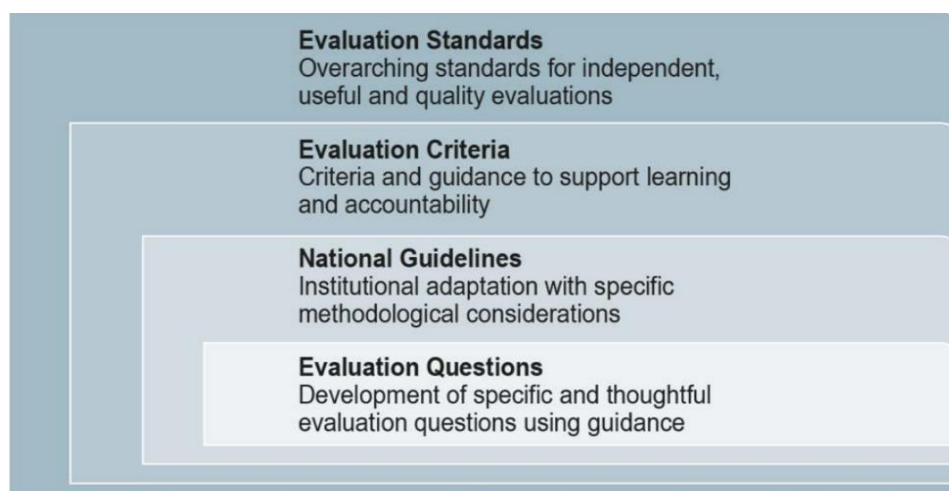 Evaluation Standards
Overarching standards for independent,
useful and quality evaluations
Evaluation Criteria
Criteria and guidance to support learning
and accountability
National Guidelines
Institutional adaptation with specific
methodological considerations
Evaluation Questions
Development of specific and thoughtful
evaluation questions using guidance